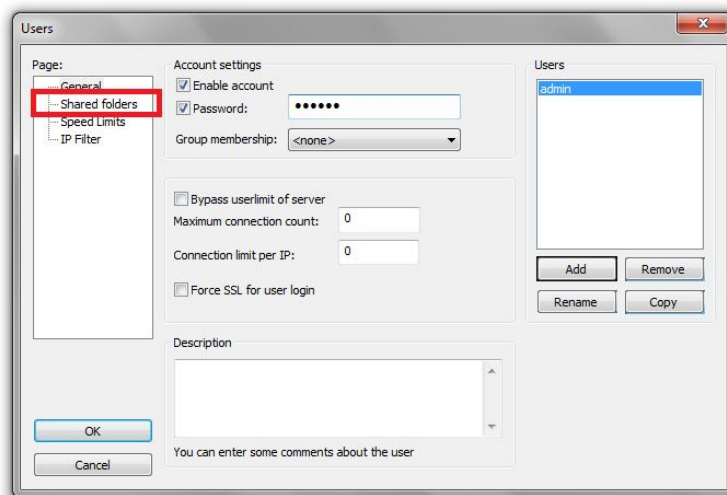 Users
Page:
General
Shared folders
Speed Limits
IP Filter
OK
Cancel
Account settings
Enable account
Password: ••••••
Group membership: <none>
Bypass userlimit of server
Maximum connection count: 0
Connection limit per IP: 0
Force SSL for user login
Description
You can enter some comments about the user
Users
admin
Add Remove
Rename Copy